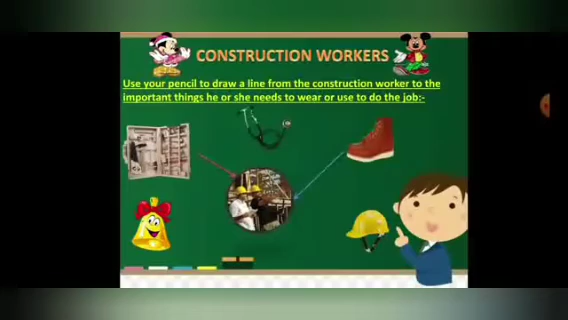 CONSTRUCTION WORKERS
Use your pencil to draw a line from the construction worker to the
important things he or she needs to wear or use to do the job:-